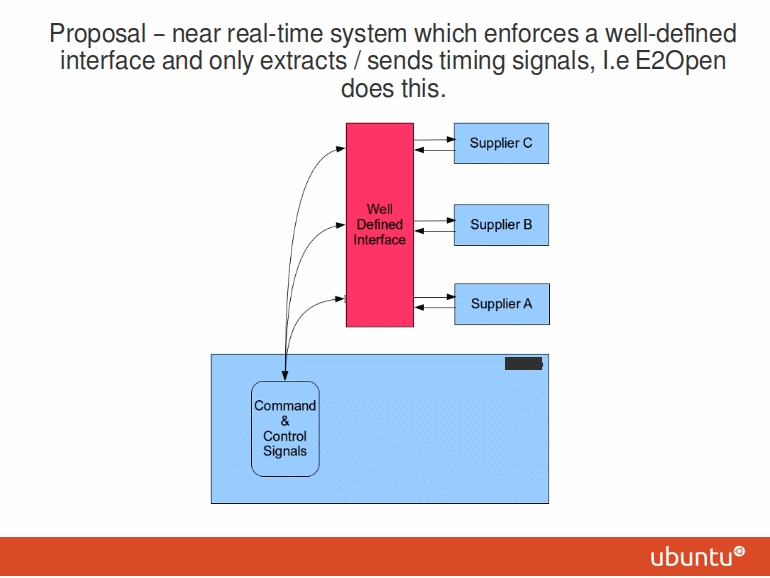 Proposal – near real-time system which enforces a well-defined
interface and only extracts / sends timing signals, I.e E2Open
does this.
Supplier C
Well
Defined
Interface
Supplier B
Supplier A
Command
&
Control
Signals
ubuntu